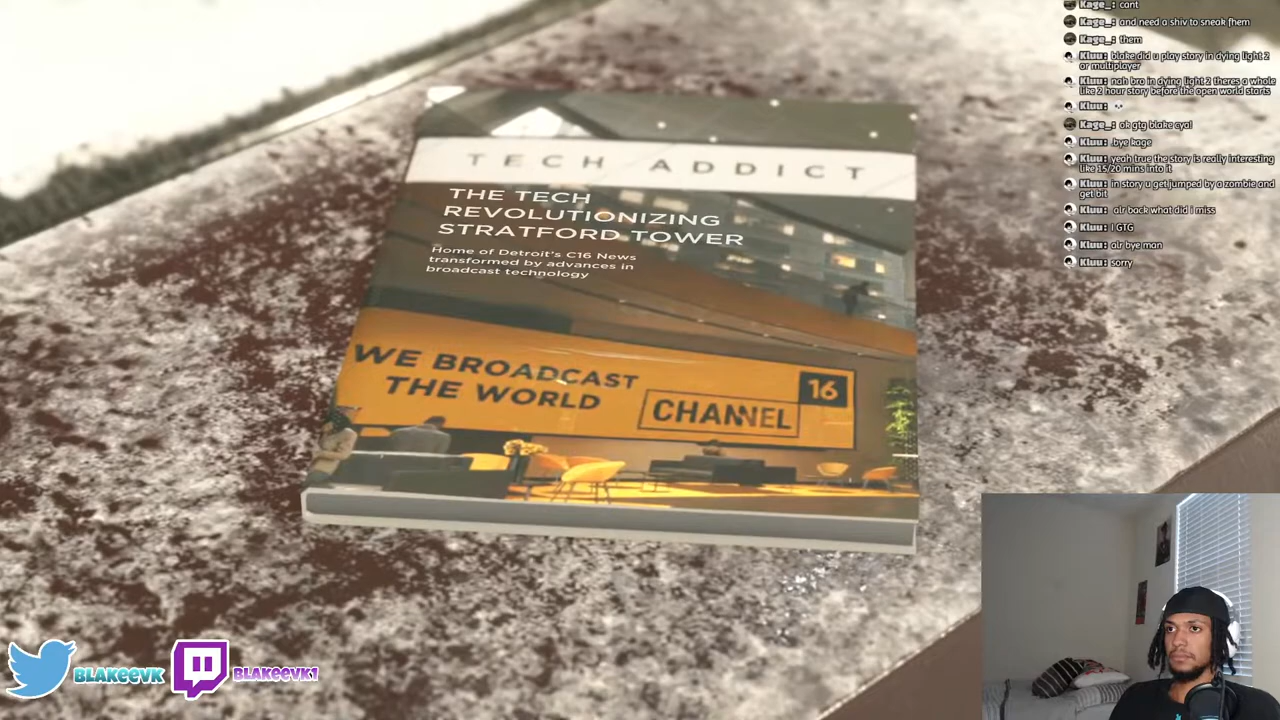 TECH ADDICT
THE TECH
REVOLUTIONIZING
STRATFORD TOWER
Home of Detroit's C16 News
transformed by advances in
broadcast technology
WE BROADCAST
THE WORLD
CHANNEL
16
Kage_: cant
Kage_: and need a shiv to sneak fhem
Kage_: them
Kluu: blake did u play story in dying light 2
or multiplayer
Kluu: nah bro in dying light 2 theres a whole
like 2 hour story before the open world starts
Kluu: 💀
Kage_: ok gtg blake cya!
Kluu: bye kage
Kluu: yeah true the story is really interesting
like 15/20 mins into it
Kluu: in story u get jumped by a zombie and
get bit
Kluu: alr back what did i miss
Kluu: I GTG
Kluu: alr bye man
Kluu: sorry
BLAKEEVK
BLAKEEVK1